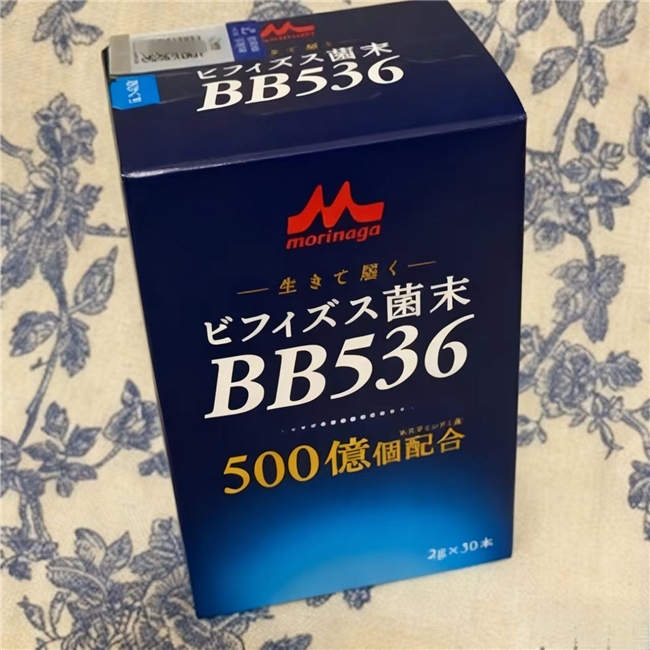 ビフィズス菌末
BB536
morinaga
生きて届く
ビフィズス菌末
BB536
500億個配合
2g×30本